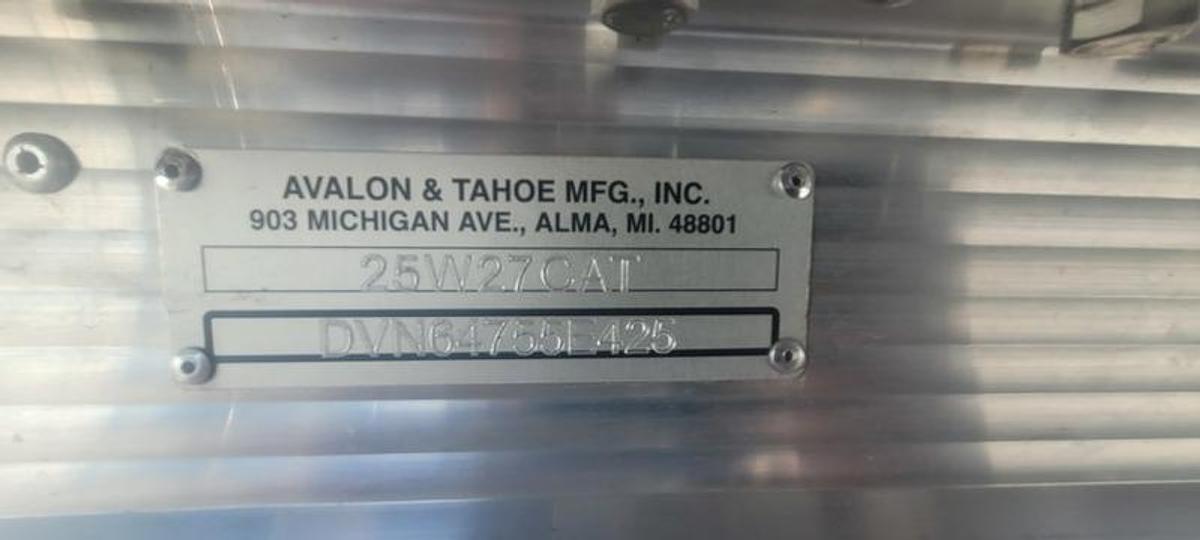 AVALON & TAHOE MFG., INC.
903 MICHIGAN AVE., ALMA, MI. 48801
25W27CAT
DVN64755E425